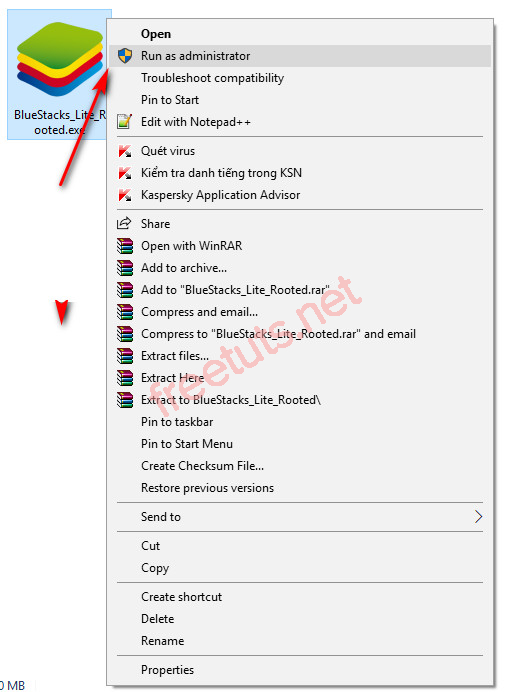 BlueStacks_Lite_R
ooted.exe
Open
Run as administrator
Troubleshoot compatibility
Pin to Start
Edit with Notepad++
Quét virus
Kiểm tra danh tiếng trong KSN
Kaspersky Application Advisor
Share
Open with WinRAR
Add to archive...
Add to "BlueStacks_Lite_Rooted.rar"
Compress and email...
Compress to "BlueStacks_Lite_Rooted.rar" and email
Extract files...
Extract Here
Extract to BlueStacks_Lite_Rooted\
Pin to taskbar
Pin to Start Menu
Create Checksum File...
Restore previous versions
Send to
Cut
Copy
Create shortcut
Delete
Rename
Properties
0 MB
freetuts.net